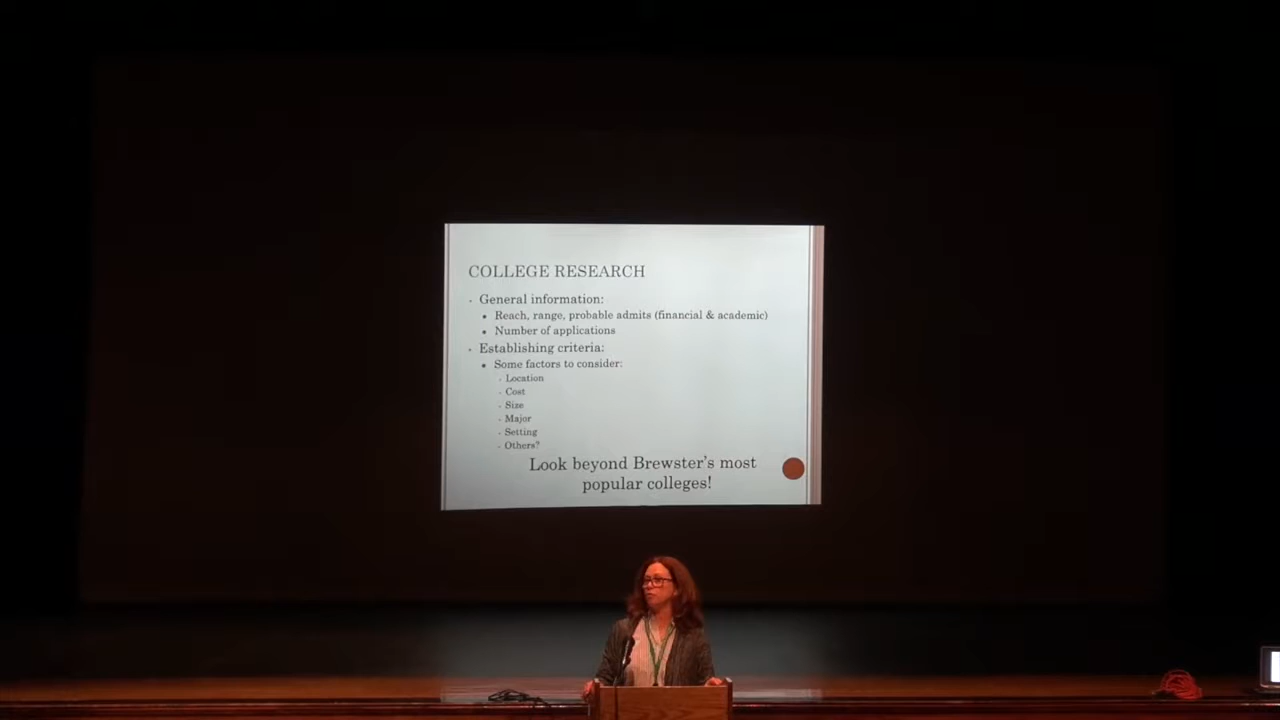 COLLEGE RESEARCH
General information:
Reach, range, probable admits (financial & academic)
Number of applications
Establishing criteria:
Some factors to consider:
Location
Cost
Size
Major
Setting
Others?
Look beyond Brewster's most
popular colleges!